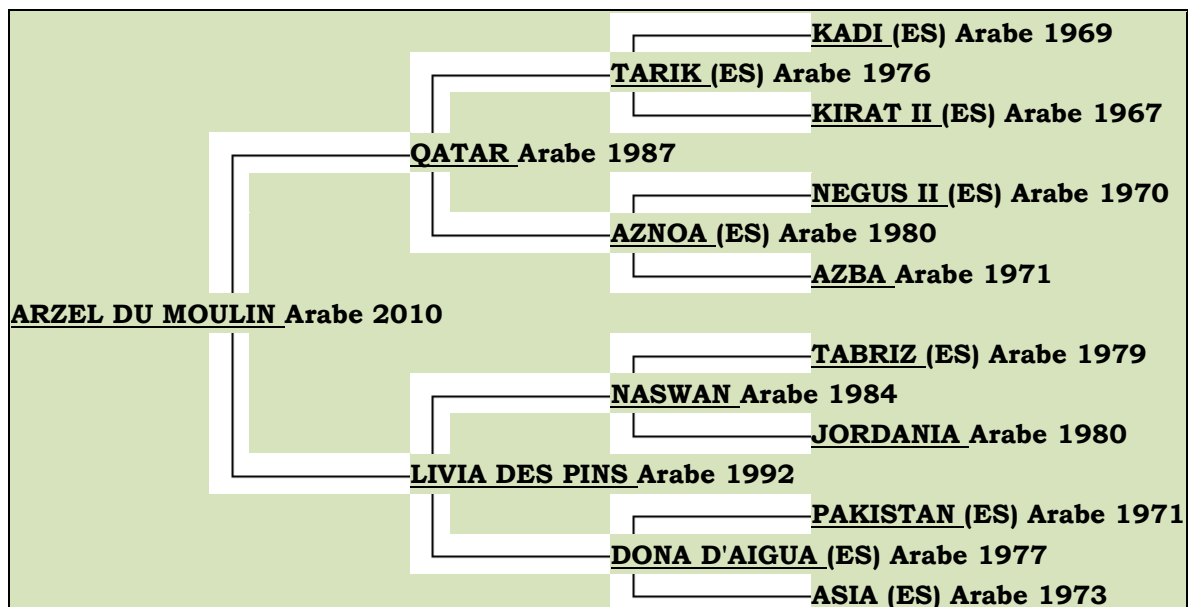 KADI (ES) Arabe 1969
TARIK (ES) Arabe 1976
KIRAT II (ES) Arabe 1967
QATAR Arabe 1987
NEGUS II (ES) Arabe 1970
AZNOA (ES) Arabe 1980
AZBA Arabe 1971
ARZEL DU MOULIN Arabe 2010
TABRIZ (ES) Arabe 1979
NASWAN Arabe 1984
JORDANIA Arabe 1980
LIVIA DES PINS Arabe 1992
PAKISTAN (ES) Arabe 1971
DONA D'AIGUA (ES) Arabe 1977
ASIA (ES) Arabe 1973